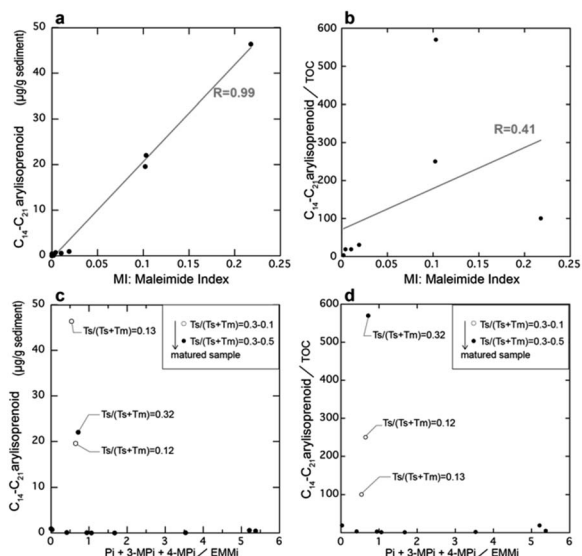 a
C14-C21 arylisoprenoid (µg/g sediment)
50
40
30
20
10
0
R=0.99
0
0.05
0.1
0.15
0.2
0.25
MI: Maleimide Index
b
C14-C21 arylisoprenoid / TOC
600
500
400
300
200
100
0
R=0.41
0
0.05
0.1
0.15
0.2
0.25
MI: Maleimide Index
c
C14-C21 arylisoprenoid (µg/g sediment)
50
40
30
20
10
0
Ts/(Ts+Tm)=0.13
Ts/(Ts+Tm)=0.3-0.1
Ts/(Ts+Tm)=0.3-0.5
matured sample
Ts/(Ts+Tm)=0.32
Ts/(Ts+Tm)=0.12
0
1
2
3
4
5
6
Pi + 3-MPi + 4-MPi / EMMi
d
C14-C21 arylisoprenoid / TOC
600
500
400
300
200
100
Ts/(Ts+Tm)=0.32
Ts/(Ts+Tm)=0.3-0.1
Ts/(Ts+Tm)=0.3-0.5
matured sample
Ts/(Ts+Tm)=0.12
Ts/(Ts+Tm)=0.13
0
1
2
3
4
5
6
Pi + 3-MPi + 4-MPi / EMMi